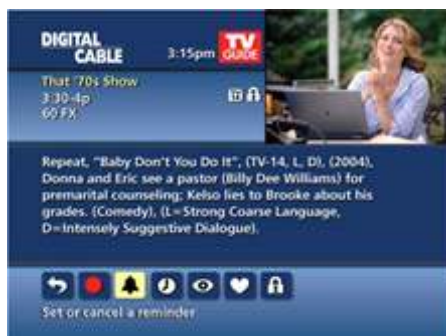 DIGITAL
CABLE
3:15pm
TV
GUIDE
That '70s Show
3:30-4p
60 FX
Repeat, "Baby Don't You Do It", (TV-14, L, D), (2004),
Donna and Eric see a pastor (Billy Dee Williams) for
premarital counseling; Kelso lies to Brooke about his
grades. (Comedy), (L=Strong Coarse Language,
D=Intensely Suggestive Dialogue).
Set or cancel a reminder